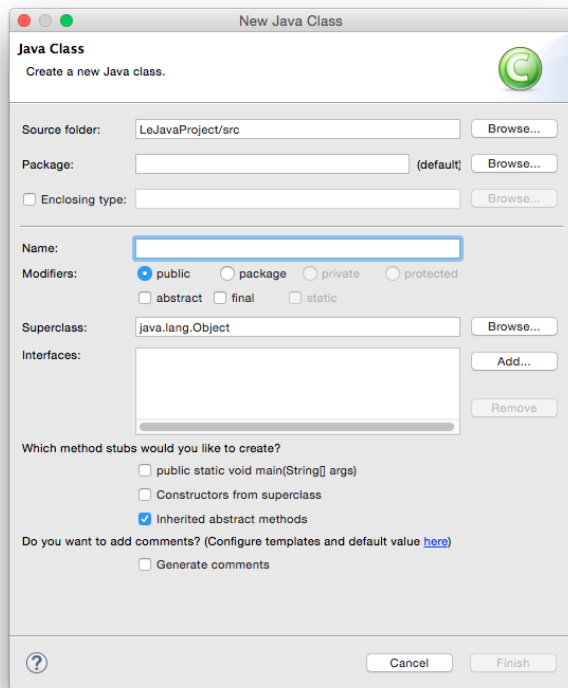 New Java Class
Java Class
Create a new Java class.
Source folder: LeJavaProject/src Browse...
Package: (default) Browse...
Enclosing type: Browse...
Name:
Modifiers: public package private protected
abstract final static
Superclass: java.lang.Object Browse...
Interfaces: Add...
Remove
Which method stubs would you like to create?
public static void main(String[] args)
Constructors from superclass
Inherited abstract methods
Do you want to add comments? (Configure templates and default value here)
Generate comments
? Cancel Finish